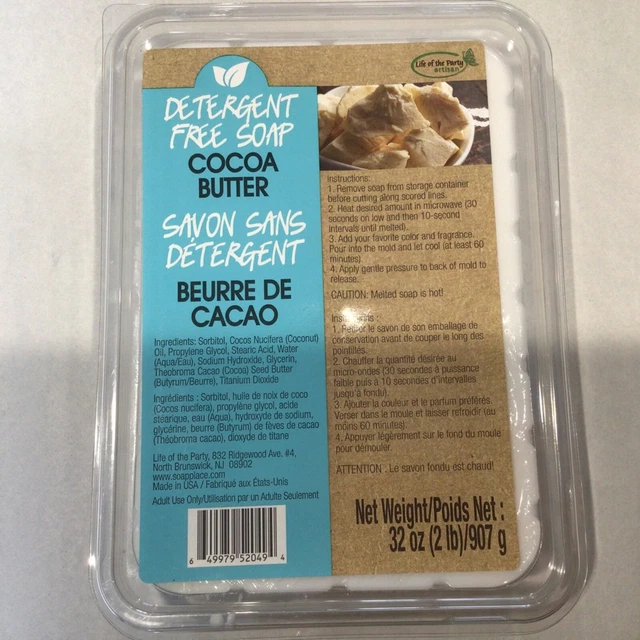 Life of the Party
artisan
DETERGENT
FREE SOAP
COCOA
BUTTER
SAVON SANS
DÉTERGENT
BEURRE DE
CACAO
Ingredients: Sorbitol, Cocos Nucifera (Coconut)
Oil, Propylene Glycol, Stearic Acid, Water
(Aqua/Eau), Sodium Hydroxide, Glycerin,
Theobroma Cacao (Cocoa) Seed Butter
(Butyrum/Beurre), Titanium Dioxide
Ingrédients : Sorbitol, huile de noix de coco
(Cocos nucifera), propylène glycol, acide
stéarique, eau (Aqua), hydroxyde de sodium,
glycérine, beurre (Butyrum) de fèves de cacao
(Théobroma cacao), dioxyde de titane
Life of the Party, 832 Ridgewood Ave. #4,
North Brunswick, NJ 08902
www.soapplace.com
Made in USA / Fabriqué aux États-Unis
Adult Use Only/Utilisation par un Adulte Seulement
6 49979 52049 4
Instructions:
1. Remove soap from storage container
before cutting along scored lines.
2. Heat desired amount in microwave (30
seconds on low and then 10-second
intervals until melted).
3. Add your favorite color and fragrance.
Pour into the mold and let cool (at least 60
minutes)
4. Apply gentle pressure to back of mold to
release.
CAUTION: Melted soap is hot!
Instructions :
1. Retirer le savon de son emballage de
conservation avant de couper le long des
pointillés.
2. Chauffer la quantité désirée au
micro-ondes (30 secondes à puissance
faible puis à 10 secondes d'intervalles
jusqu'à fondu).
3. Ajouter la couleur et le parfum préférés.
Verser dans le moule et laisser refroidir (au
moins 60 minutes).
4. Appuyer légèrement sur le fond du moule
pour démouler.
ATTENTION : Le savon fondu est chaud!
Net Weight/Poids Net :
32 oz (2 lb)/907 g